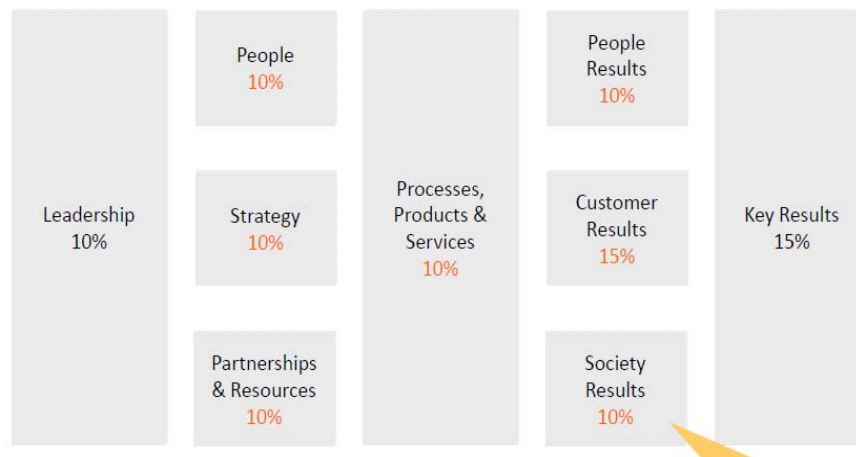 People
10%
People
Results
10%
Leadership
10%
Strategy
10%
Processes,
Products &
Services
10%
Customer
Results
15%
Key Results
15%
Partnerships
& Resources
10%
Society
Results
10%